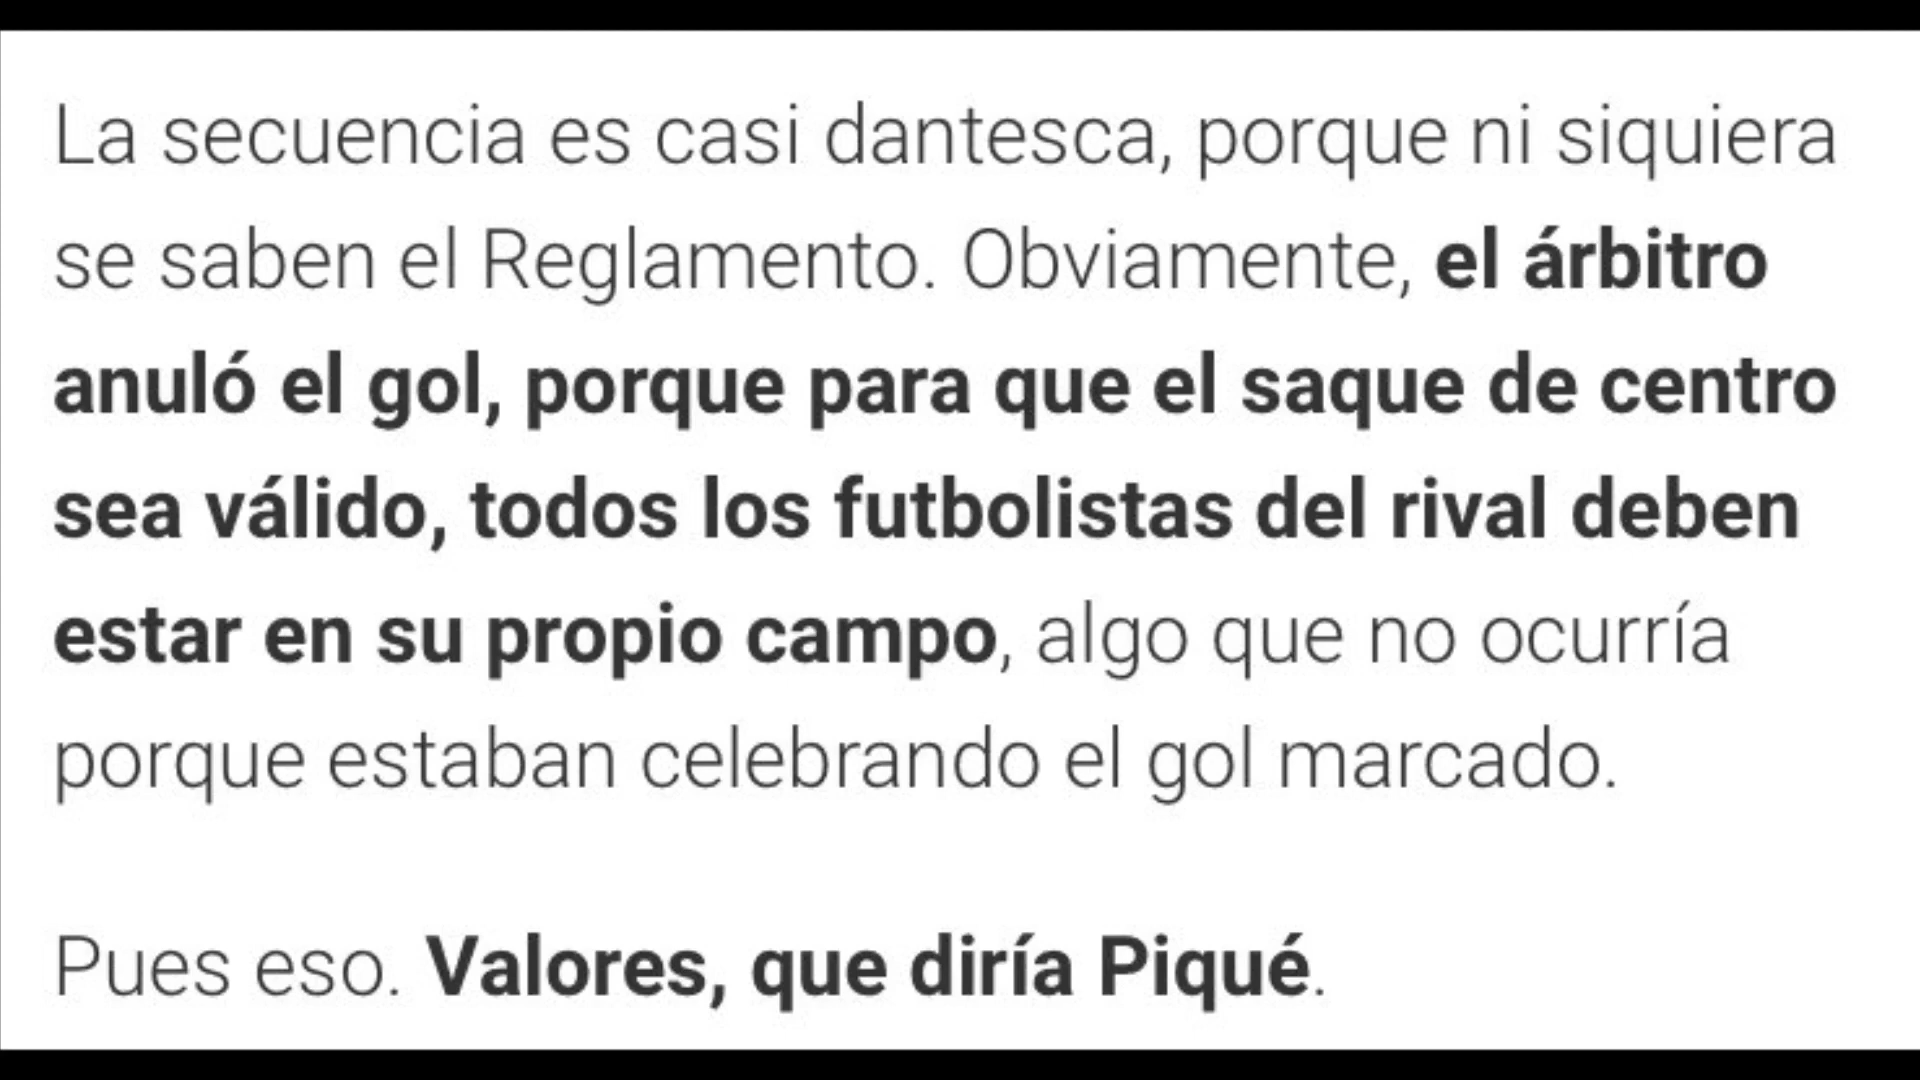 La secuencia es casi dantesca, porque ni siquiera
se saben el Reglamento. Obviamente, el árbitro
anuló el gol, porque para que el saque de centro
sea válido, todos los futbolistas del rival deben
estar en su propio campo, algo que no ocurría
porque estaban celebrando el gol marcado.
Pues eso. Valores, que diría Piqué.